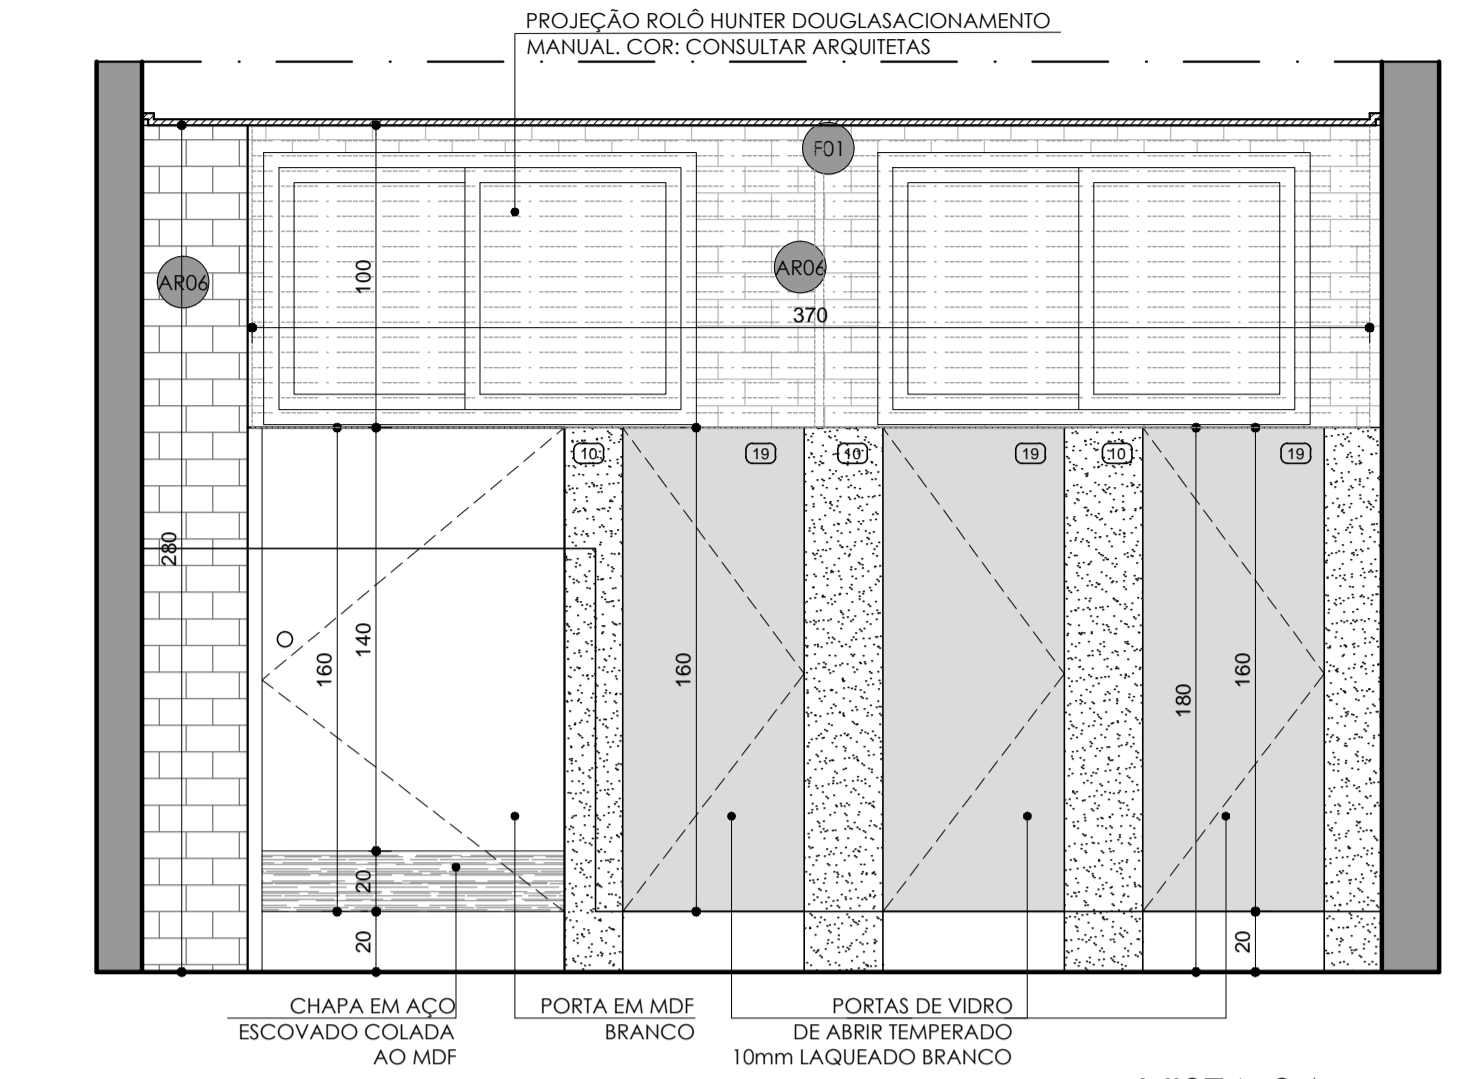 PROJEÇÃO ROLÔ HUNTER DOUGLASACIONAMENTO
MANUAL. COR: CONSULTAR ARQUITETAS
F01
AR06
AR06
100
370
10
19
10
19
10
19
280
160
140
160
180
160
20
20
20
CHAPA EM AÇO
ESCOVADO COLADA
AO MDF
PORTA EM MDF
BRANCO
PORTAS DE VIDRO
DE ABRIR TEMPERADO
10mm LAQUEADO BRANCO